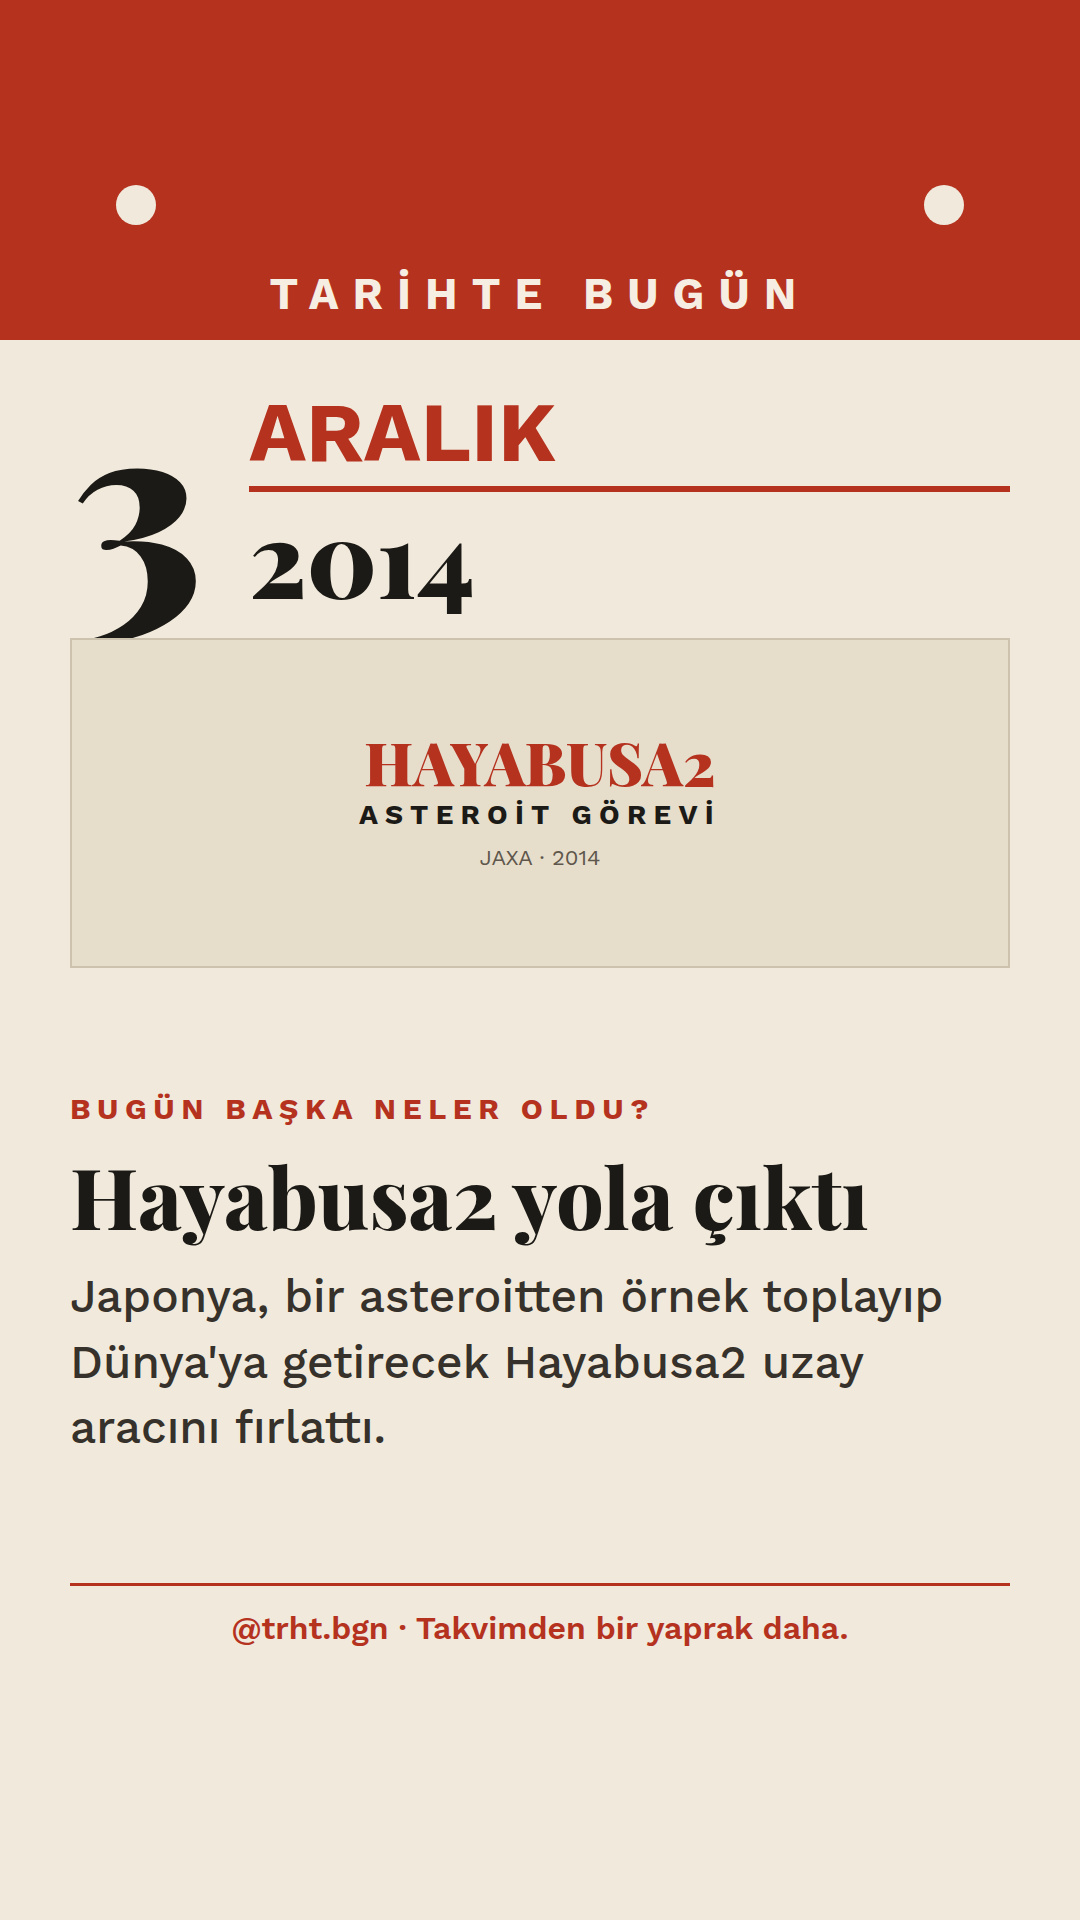 TARİHTE BUGÜN
3
ARALIK
2014
HAYABUSA2
ASTEROİT GÖREVİ
JAXA · 2014
BUGÜN BAŞKA NELER OLDU?
Hayabusa2 yola çıktı
Japonya, bir asteroitten örnek toplayıp
Dünya'ya getirecek Hayabusa2 uzay
aracını fırlattı.
@trht.bgn · Takvimden bir yaprak daha.